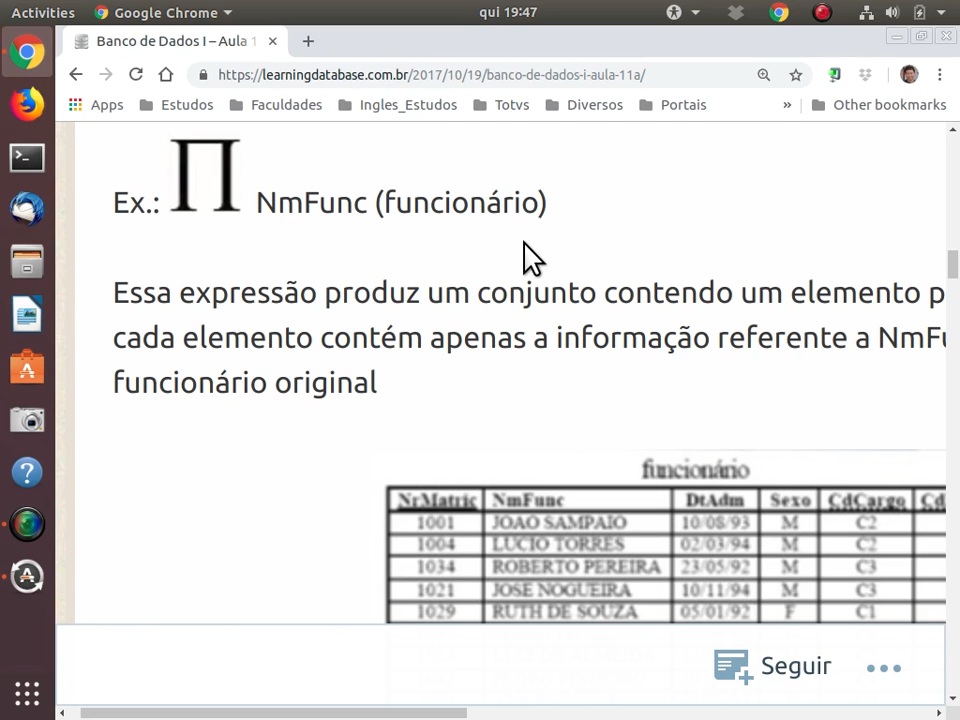 Activities Google Chrome qui 19:47
Banco de Dados I – Aula 1
https://learningdatabase.com.br/2017/10/19/banco-de-dados-i-aula-11a/
Apps Estudos Faculdades Ingles_Estudos Totvs Diversos Portais » Other bookmarks
Ex.: ∏ NmFunc (funcionário)
Essa expressão produz um conjunto contendo um elemento p
cada elemento contém apenas a informação referente a NmFu
funcionário original
funcionário
NrMatric NmFunc DtAdm Sexo CdCargo Cd
1001 JOAO SAMPAIO 10/08/93 M C2
1004 LUCIO TORRES 02/03/94 M C2
1034 ROBERTO PEREIRA 23/05/92 M C3
1021 JOSE NOGUEIRA 10/11/94 M C3
1029 RUTH DE SOUZA 05/01/92 F C1
Seguir